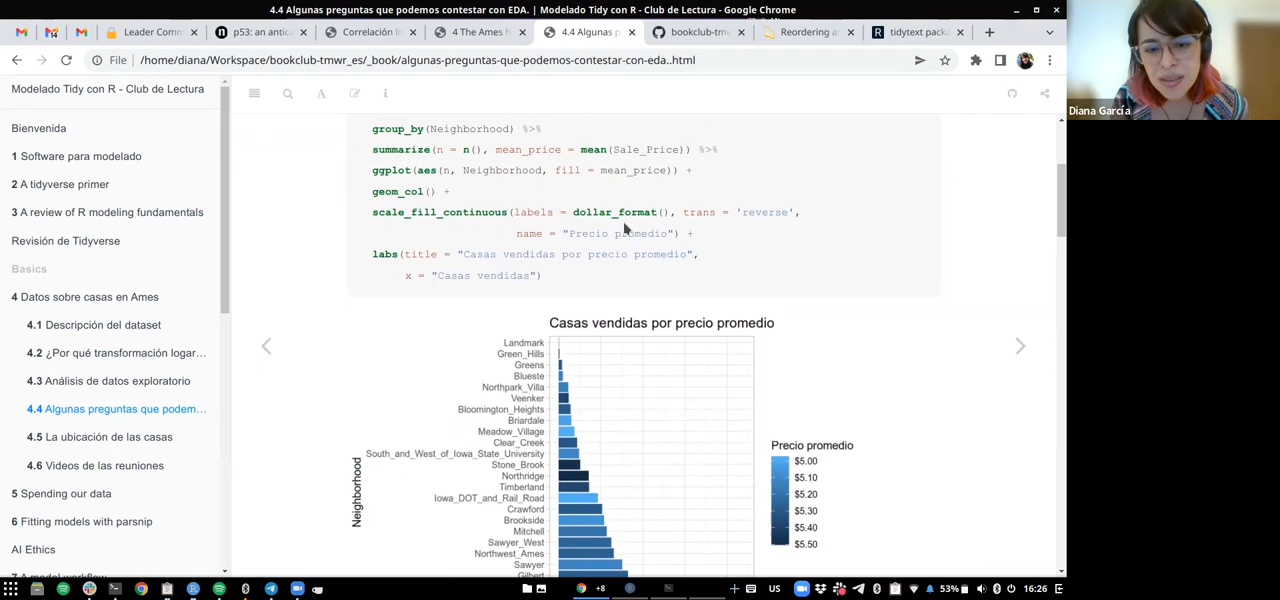 4.4 Algunas preguntas que podemos contestar con EDA. | Modelado Tidy con R - Club de Lectura - Google Chrome
Leader Comm
p53: an antica
Correlación li
4 The Ames h
4.4 Algunas p
bookclub-tmw
Reordering a
tidytext pack
File
/home/diana/Workspace/bookclub-tmwr_es/_book/algunas-preguntas-que-podemos-contestar-con-eda..html
Modelado Tidy con R - Club de Lectura
Bienvenida
1 Software para modelado
2 A tidyverse primer
3 A review of R modeling fundamentals
Revisión de Tidyverse
Basics
4 Datos sobre casas en Ames
4.1 Descripción del dataset
4.2 ¿Por qué transformación logar…
4.3 Análisis de datos exploratorio
4.4 Algunas preguntas que podem…
4.5 La ubicación de las casas
4.6 Videos de las reuniones
5 Spending our data
6 Fitting models with parsnip
AI Ethics
7 A model workflow
group_by(Neighborhood) %>%
summarize(n = n(), mean_price = mean(Sale_Price)) %>%
ggplot(aes(n, Neighborhood, fill = mean_price)) +
geom_col() +
scale_fill_continuous(labels = dollar_format(), trans = 'reverse',
name = "Precio promedio") +
labs(title = "Casas vendidas por precio promedio",
x = "Casas vendidas")
Casas vendidas por precio promedio
Neighborhood
Landmark
Green_Hills
Greens
Blueste
Northpark_Villa
Veenker
Bloomington_Heights
Briardale
Meadow_Village
Clear_Creek
South_and_West_of_Iowa_State_University
Stone_Brook
Northridge
Timberland
Iowa_DOT_and_Rail_Road
Crawford
Brookside
Mitchell
Sawyer_West
Northwest_Ames
Sawyer
Gilbert
Precio promedio
$5.00
$5.10
$5.20
$5.30
$5.40
$5.50
Diana García
+8
US
53%
16:26